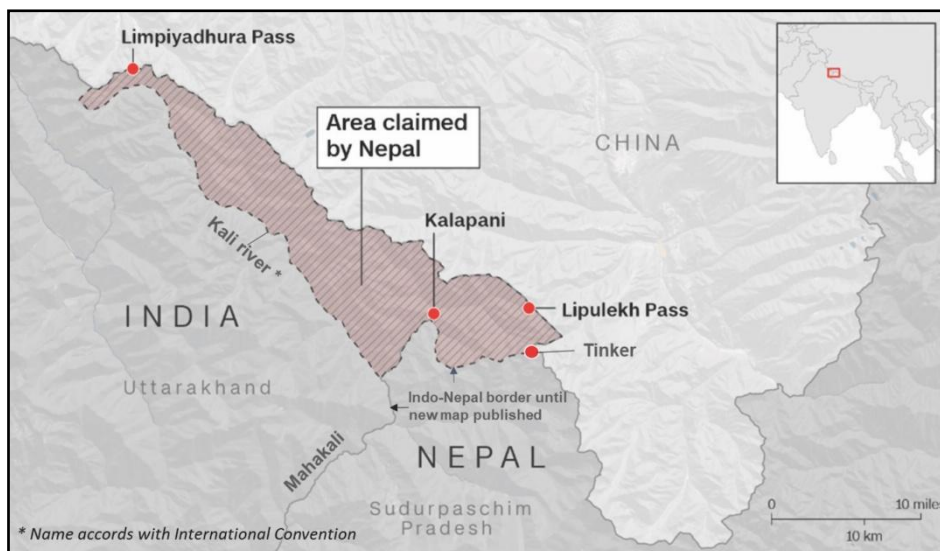 Limpiyadhura Pass
Area claimed
by Nepal
CHINA
Kalapani
Kali river *
INDIA
Lipulekh Pass
Tinker
Uttarakhand
Indo-Nepal border until
new map published
Mahakali
NEPAL
Sudurpaschim
Pradesh
0 10 miles
10 km
* Name accords with International Convention